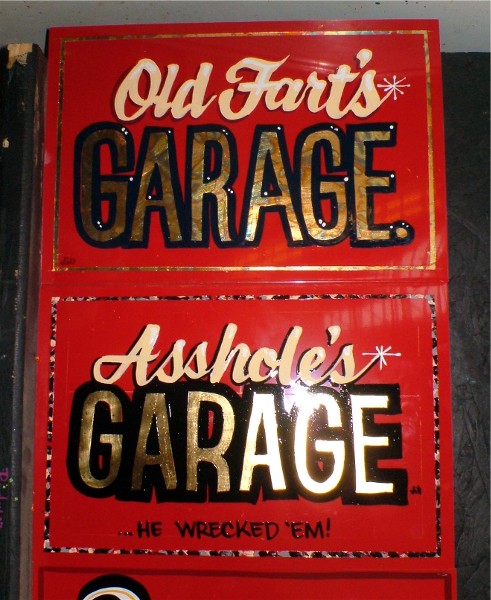 Old Fart's
GARAGE.
Asshole's
GARAGE
...HE WRECKED 'EM!